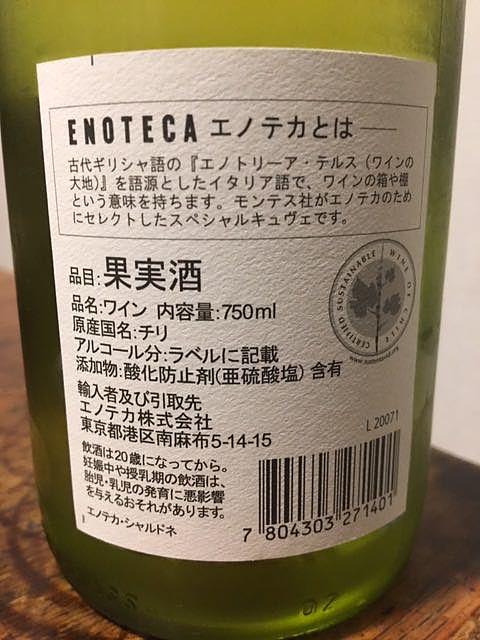 ENOTECA エノテカとは
古代ギリシャ語の『エノトリーア・テルス（ワインの
大地）』を語源としたイタリア語で、ワインの箱や棚
という意味を持ちます。モンテス社がエノテカのため
にセレクトしたスペシャルキュヴェです。
CERTIFIED SUSTAINABLE WINE OF CHILE
品目:果実酒
品名:ワイン 内容量:750ml
原産国名:チリ
アルコール分:ラベルに記載
添加物:酸化防止剤(亜硫酸塩) 含有
輸入者及び引取先
エノテカ株式会社
東京都港区南麻布5-14-15
L20071
飲酒は20歳になってから。
妊娠中や授乳期の飲酒は、
胎児・乳児の発育に悪影響
を与えるおそれがあります。
エノテカ・シャルドネ
7 804303 271401